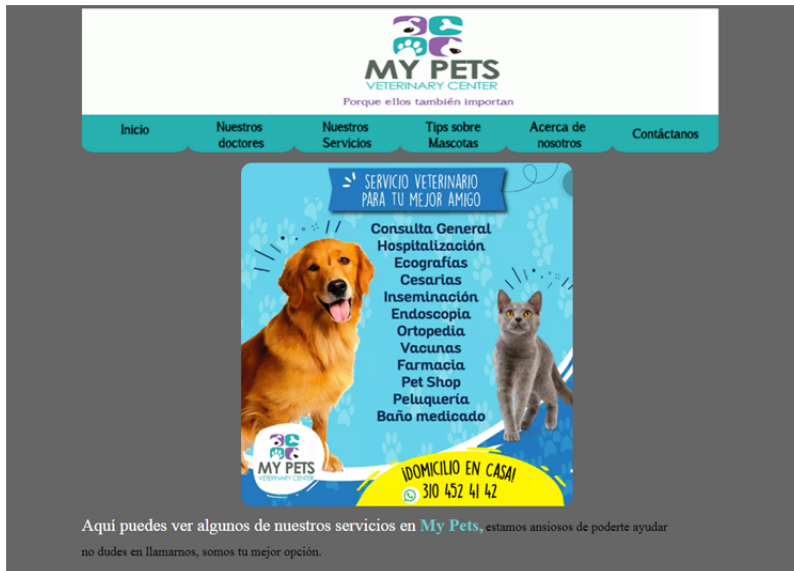 MY PETS
VETERINARY CENTER
Porque ellos también importan
Inicio
Nuestros
doctores
Nuestros
Servicios
Tips sobre
Mascotas
Acerca de
nosotros
Contáctanos
SERVICIO VETERINARIO
PARA TU MEJOR AMIGO
Consulta General
Hospitalización
Ecografías
Cesarias
Inseminación
Endoscopia
Ortopedia
Vacunas
Farmacia
Pet Shop
Peluquería
Baño medicado
MY PETS
VETERINARY CENTER
¡DOMICILIO EN CASA!
310 452 41 42
Aquí puedes ver algunos de nuestros servicios en My Pets, estamos ansiosos de poderte ayudar
no dudes en llamarnos, somos tu mejor opción.